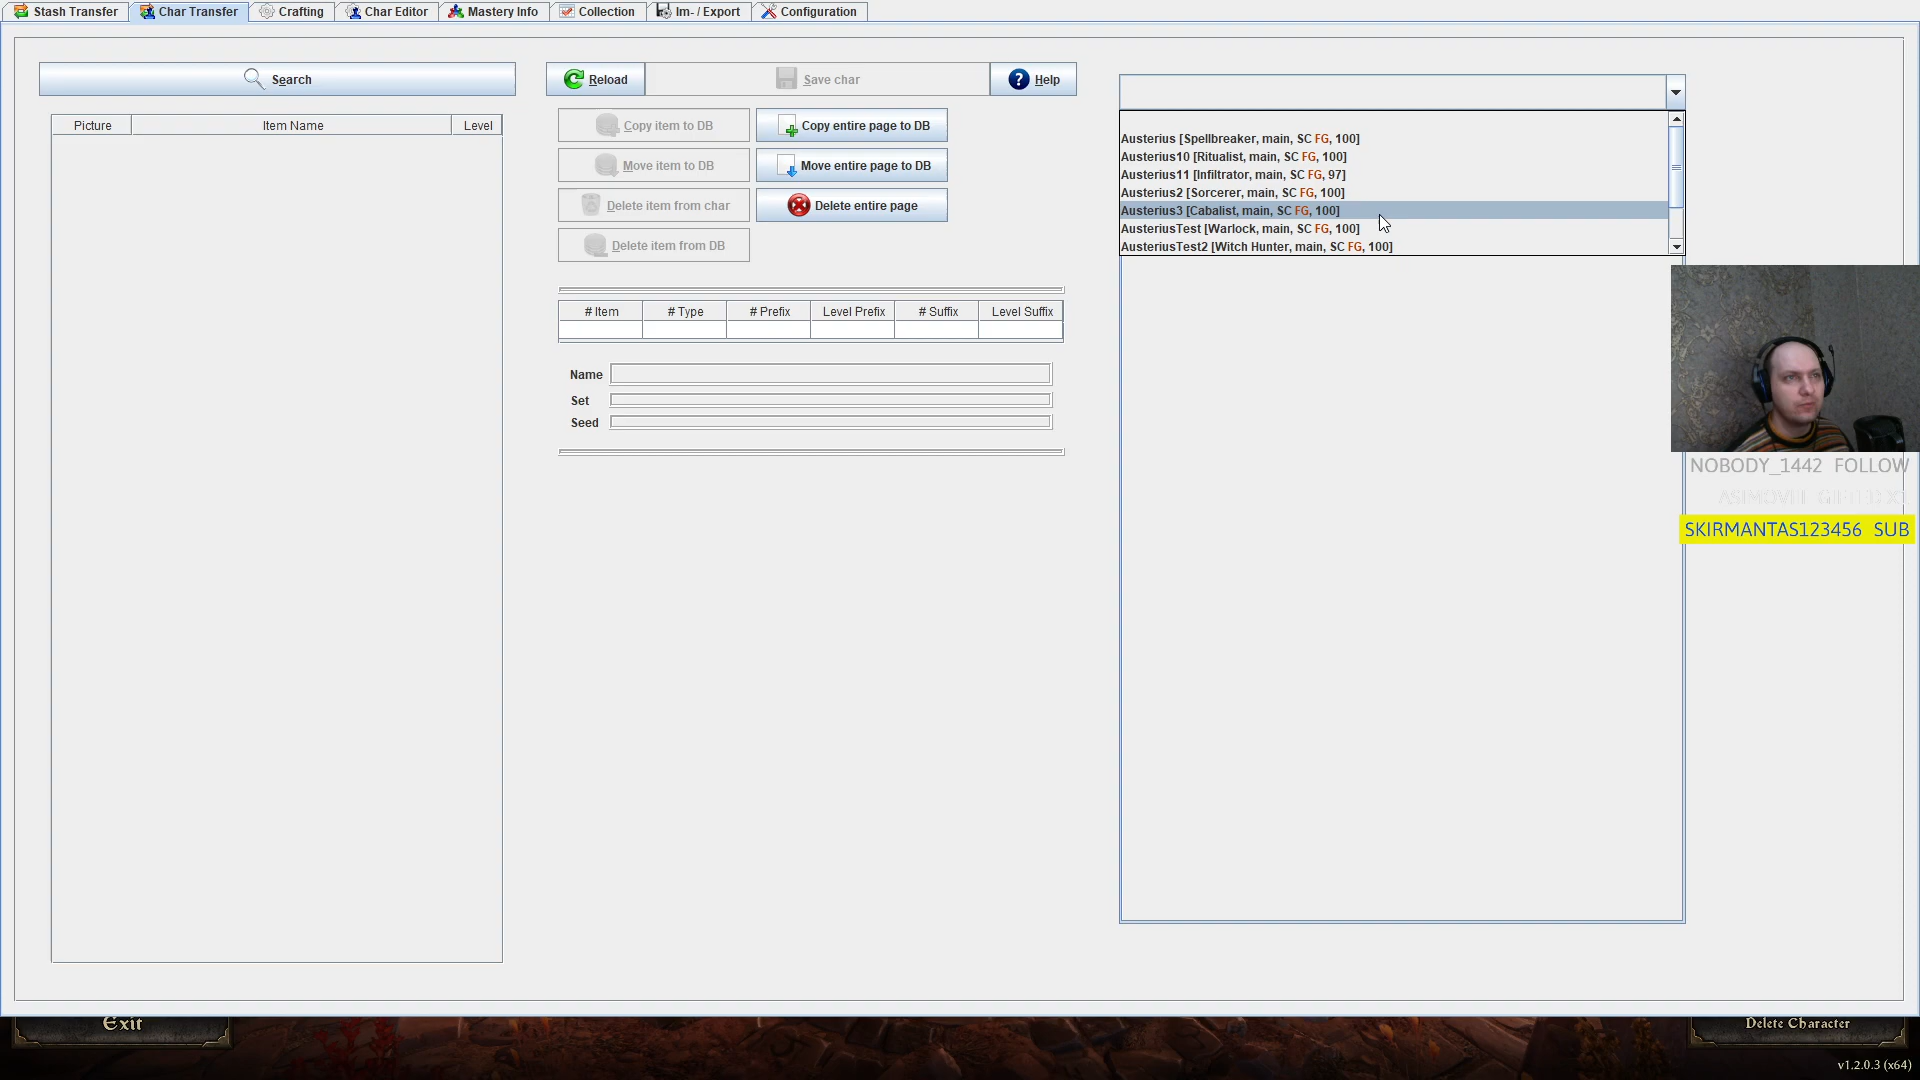 Stash Transfer
Char Transfer
Crafting
Char Editor
Mastery Info
Collection
Im- / Export
Configuration
Search
Reload
Save char
Help
Picture
Item Name
Level
Copy item to DB
Copy entire page to DB
Move item to DB
Move entire page to DB
Delete item from char
Delete entire page
Delete item from DB
Austerius [Spellbreaker, main, SC FG, 100]
Austerius10 [Ritualist, main, SC FG, 100]
Austerius11 [Infiltrator, main, SC FG, 97]
Austerius2 [Sorcerer, main, SC FG, 100]
Austerius3 [Cabalist, main, SC FG, 100]
AusteriusTest [Warlock, main, SC FG, 100]
AusteriusTest2 [Witch Hunter, main, SC FG, 100]
# Item
# Type
# Prefix
Level Prefix
# Suffix
Level Suffix
Name
Set
Seed
NOBODY_1442 FOLLOW
SKIRMANTAS123456 SUB
Exit
Delete Character
v1.2.0.3 (x64)